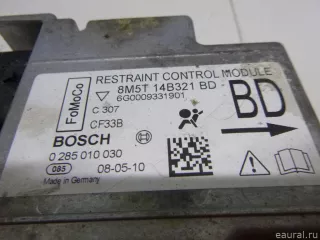 FoMoCo
RESTRAINT CONTROL MODULE
8M5T 14B321 BD
6G0009331901
C 307
CF33B
BD
BOSCH
0 285 010 030
085 08-05-10
Made in Germany
eaural.ru